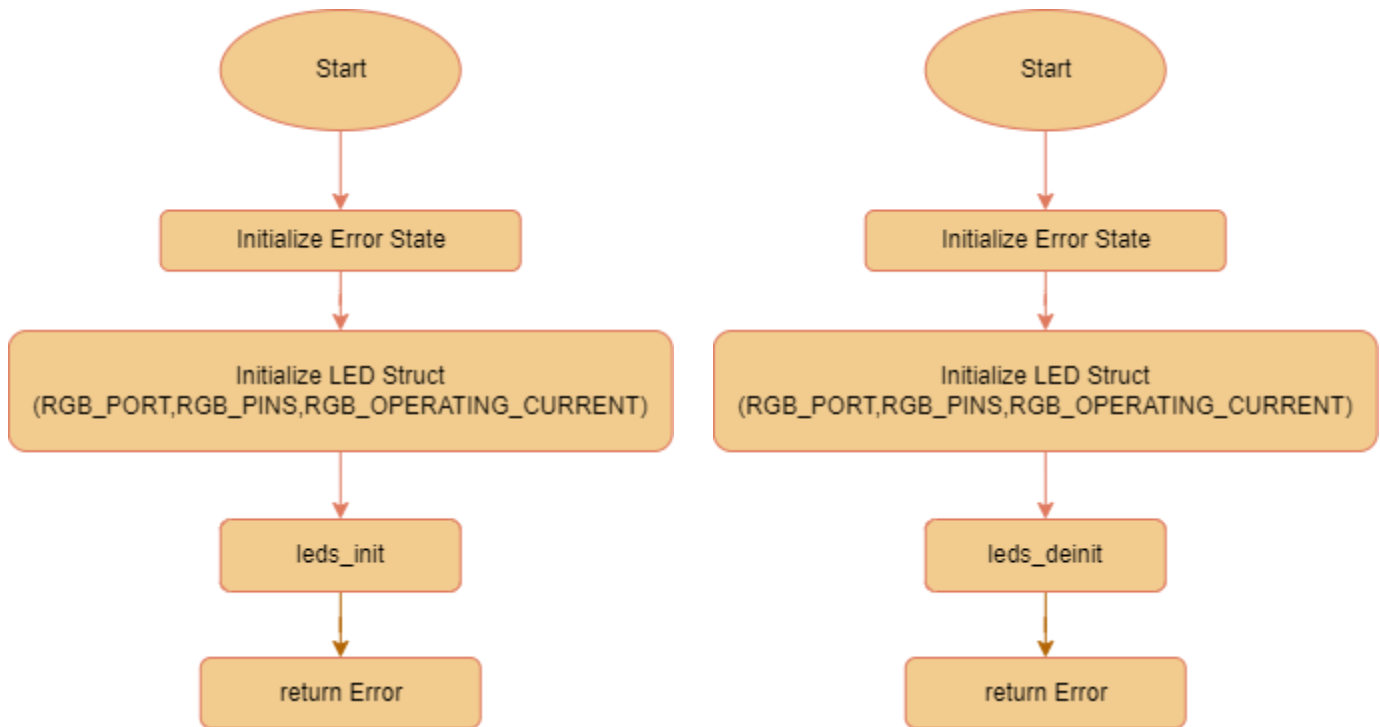 Start
Initialize Error State
Initialize LED Struct
(RGB_PORT,RGB_PINS,RGB_OPERATING_CURRENT)
leds_init
return Error
Start
Initialize Error State
Initialize LED Struct
(RGB_PORT,RGB_PINS,RGB_OPERATING_CURRENT)
leds_deinit
return Error